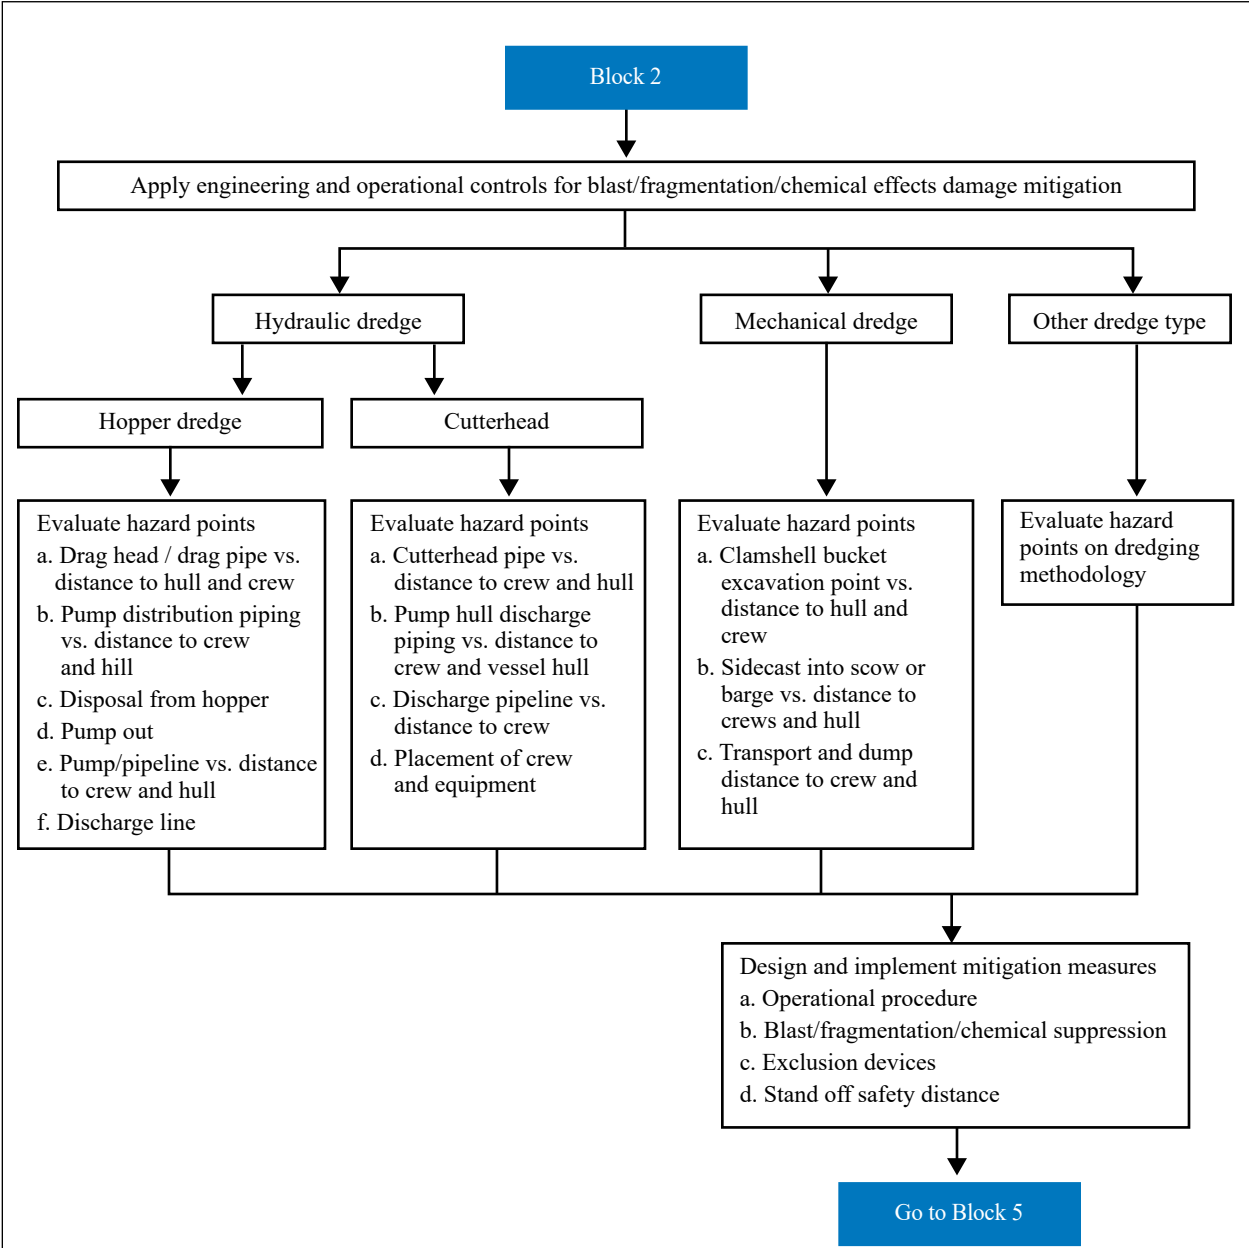 Block 2
Apply engineering and operational controls for blast/fragmentation/chemical effects damage mitigation
Hydraulic dredge
Mechanical dredge
Other dredge type
Hopper dredge
Cutterhead
Evaluate hazard points
a. Drag head / drag pipe vs.
distance to hull and crew
b. Pump distribution piping
vs. distance to crew
and hill
c. Disposal from hopper
d. Pump out
e. Pump/pipeline vs. distance
to crew and hull
f. Discharge line
Evaluate hazard points
a. Cutterhead pipe vs.
distance to crew and hull
b. Pump hull discharge
piping vs. distance to
crew and vessel hull
c. Discharge pipeline vs.
distance to crew
d. Placement of crew
and equipment
Evaluate hazard points
a. Clamshell bucket
excavation point vs.
distance to hull and
crew
b. Sidecast into scow or
barge vs. distance to
crews and hull
c. Transport and dump
distance to crew and
hull
Evaluate hazard
points on dredging
methodology
Design and implement mitigation measures
a. Operational procedure
b. Blast/fragmentation/chemical suppression
c. Exclusion devices
d. Stand off safety distance
Go to Block 5